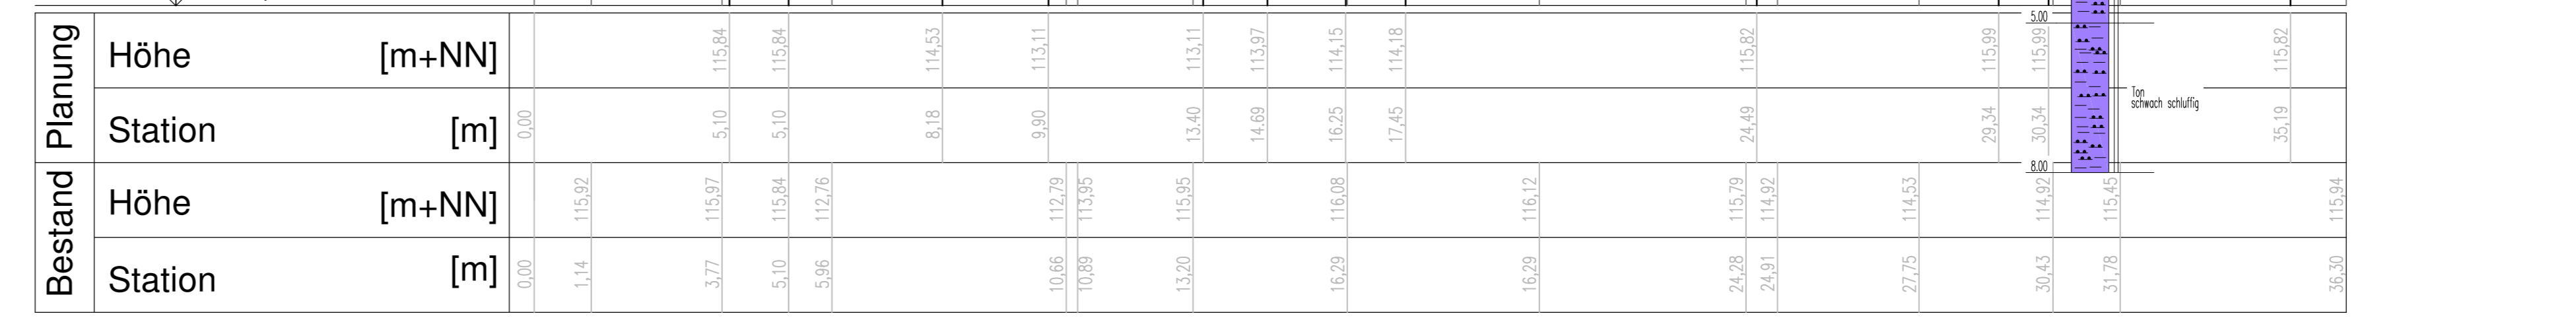 5.00
Planung
Höhe [m+NN] 115,84 115,84 114,53 113,11 113,11 113,97 114,15 114,18 115,82 115,99 115,99 115,82
Ton
schwach schluffig
Station [m] 0,00 5,10 5,10 8,18 9,90 13.40 14.69 16.25 17,45 24,49 29,34 30,34 35,19
8.00
Bestand
Höhe [m+NN] 115,92 115,97 115,84 112,76 112,79 113,95 115,95 116,08 116,12 115,79 114,92 114,53 114,92 115,45 115,94
Station [m] 0,00 1,14 3,77 5,10 5,96 10,66 10,89 13,20 16,29 16,29 24,28 24,91 27,75 30,43 31,78 36,30